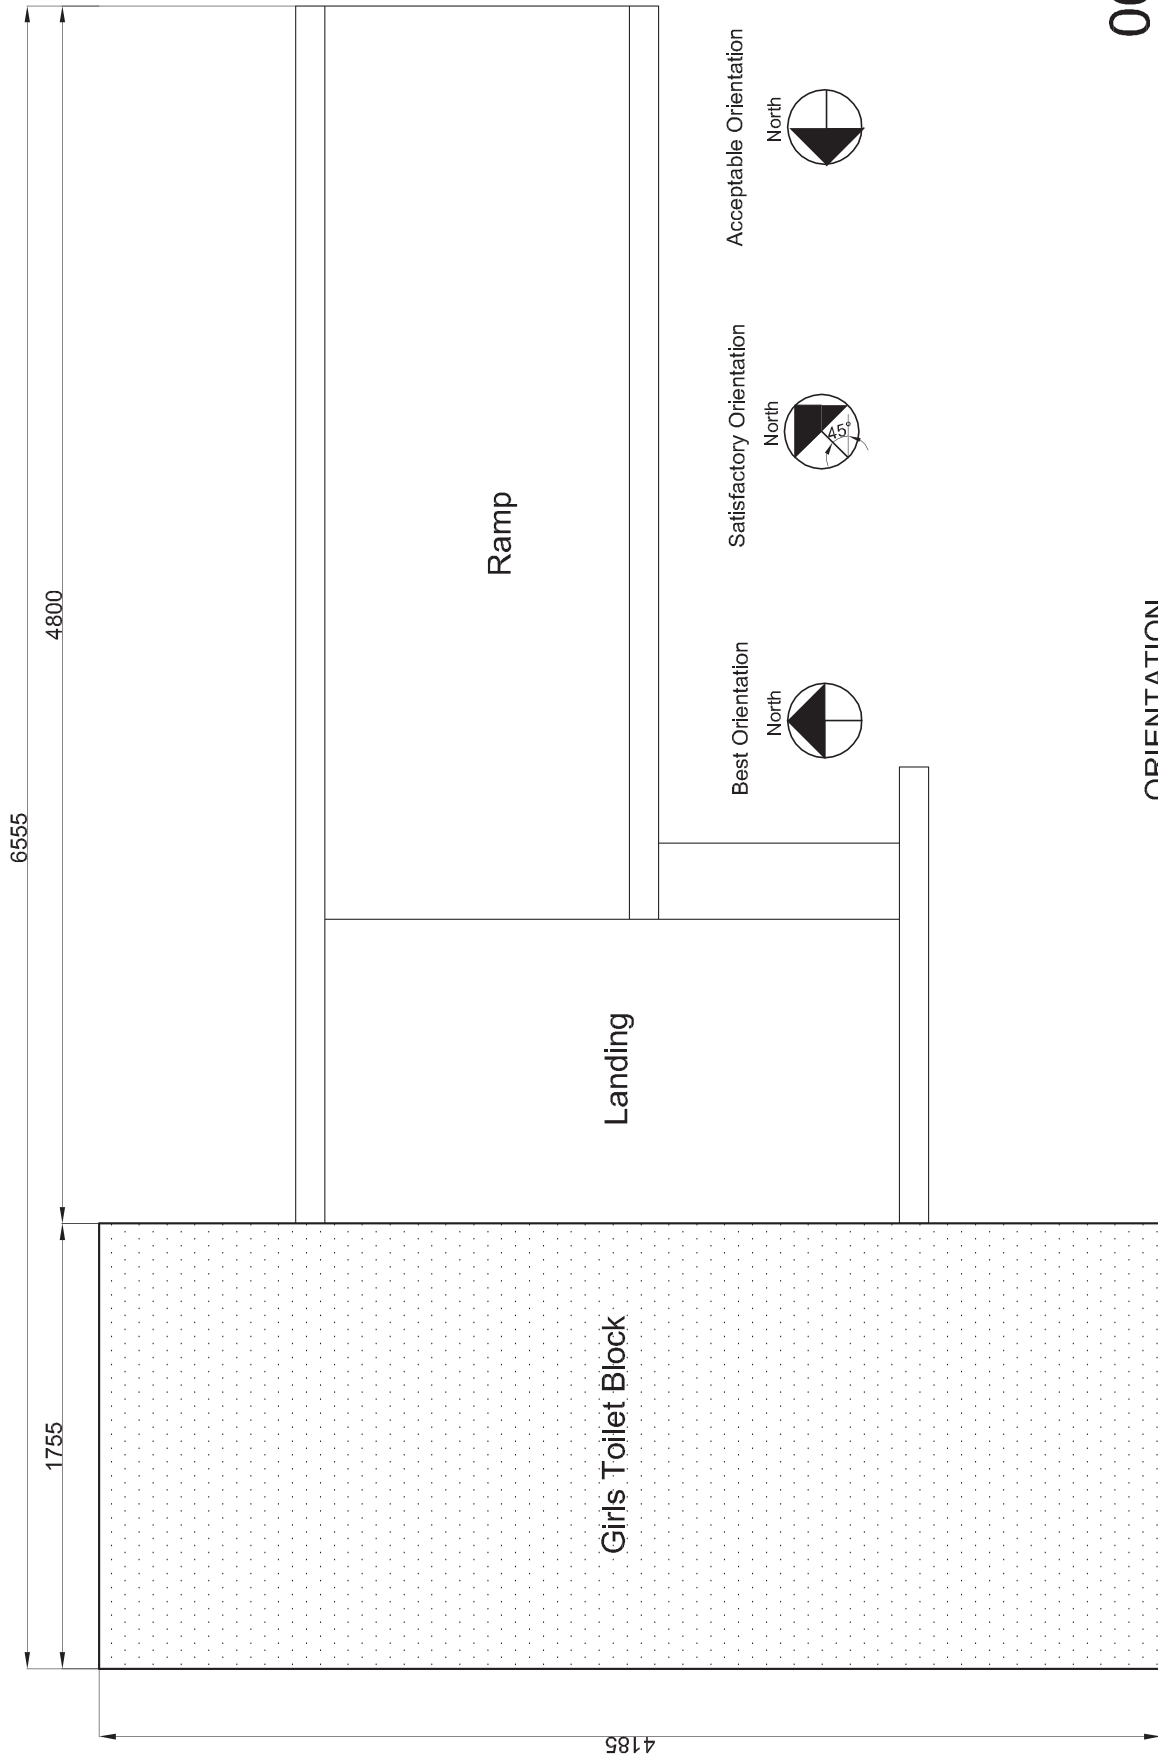 6555
1755
4800
4185
Girls Toilet Block
Landing
Ramp
Best Orientation
North
Satisfactory Orientation
North
45°
Acceptable Orientation
North
ORIENTATION